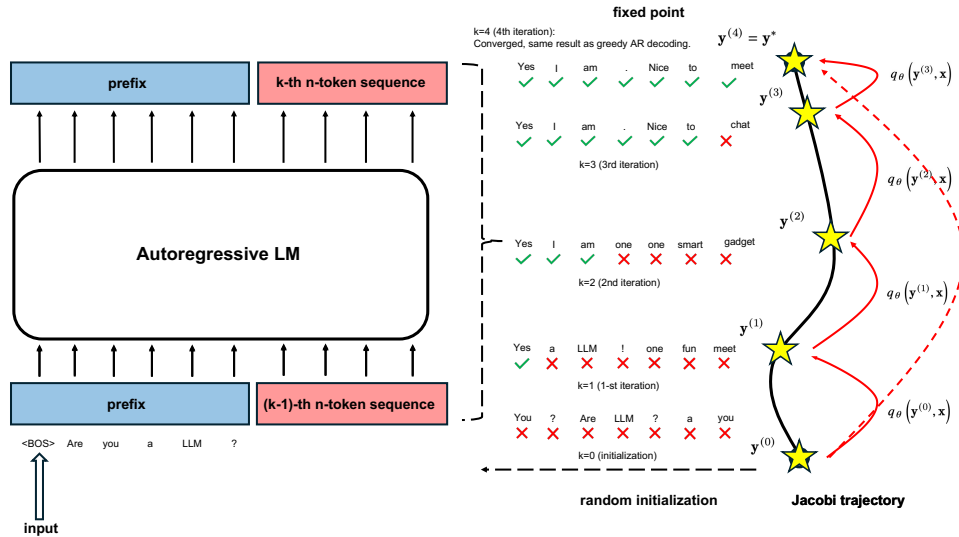 fixed point
k=4 (4th iteration):
Converged, same result as greedy AR decoding.
y^(4) = y*
Yes I am . Nice to meet
prefix
k-th n-token sequence
q_θ (y^(3), x)
y^(3)
Yes I am . Nice to chat
k=3 (3rd iteration)
q_θ (y^(2), x)
y^(2)
Autoregressive LM
Yes I am one one smart gadget
k=2 (2nd iteration)
q_θ (y^(1), x)
y^(1)
Yes a LLM ! one fun meet
k=1 (1-st iteration)
prefix
(k-1)-th n-token sequence
q_θ (y^(0), x)
You ? Are LLM ? a you
<BOS> Are you a LLM ?
k=0 (initialization)
y^(0)
random initialization
Jacobi trajectory
input